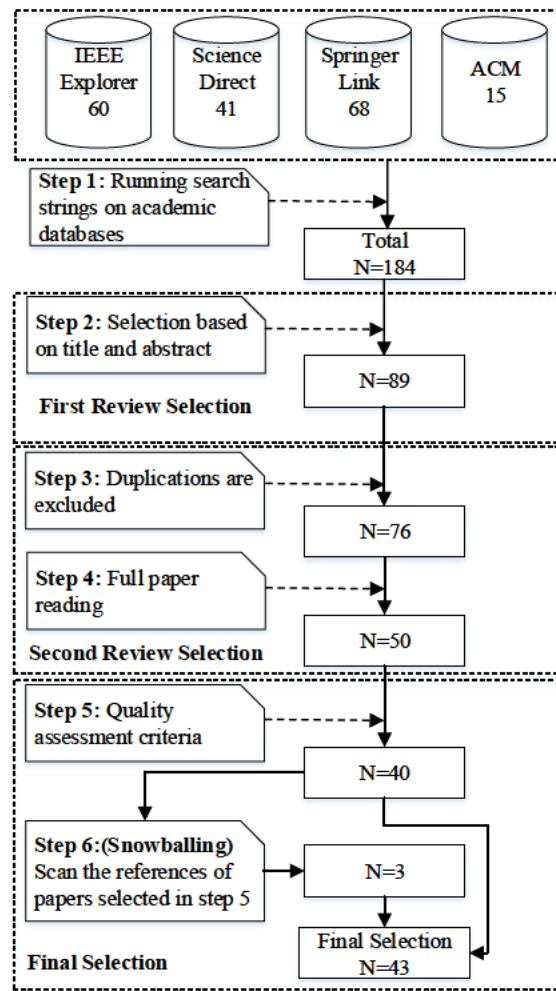 IEEE
Explorer
60
Science
Direct
41
Springer
Link
68
ACM
15
Step 1: Running search
strings on academic
databases
Total
N=184
Step 2: Selection based
on title and abstract
N=89
First Review Selection
Step 3: Duplications are
excluded
N=76
Step 4: Full paper
reading
N=50
Second Review Selection
Step 5: Quality
assessment criteria
N=40
Step 6:(Snowballing)
Scan the references of
papers selected in step 5
N=3
Final Selection
N=43
Final Selection